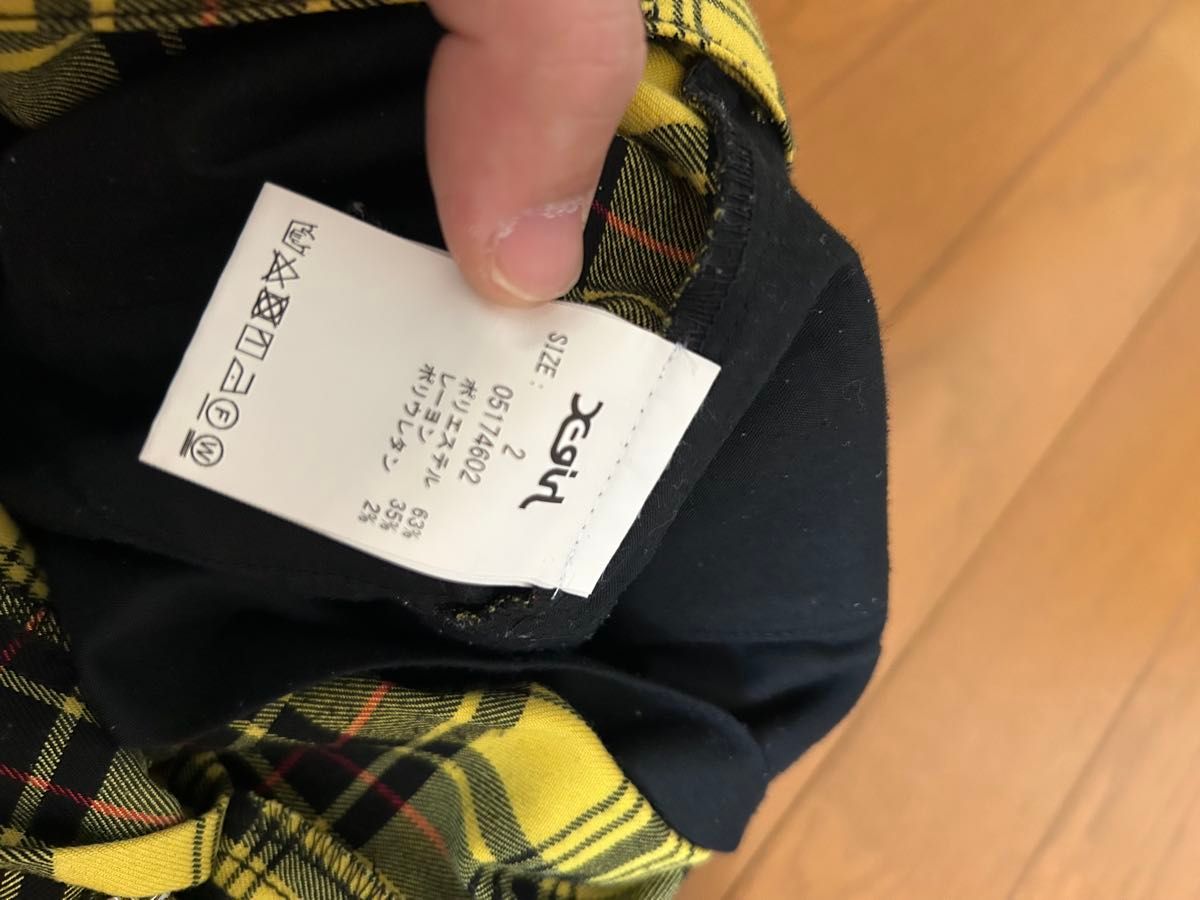 X-girl
SIZE : 2
05174602
ポリエステル 63%
レーヨン 35%
ポリウレタン 2%
F
W